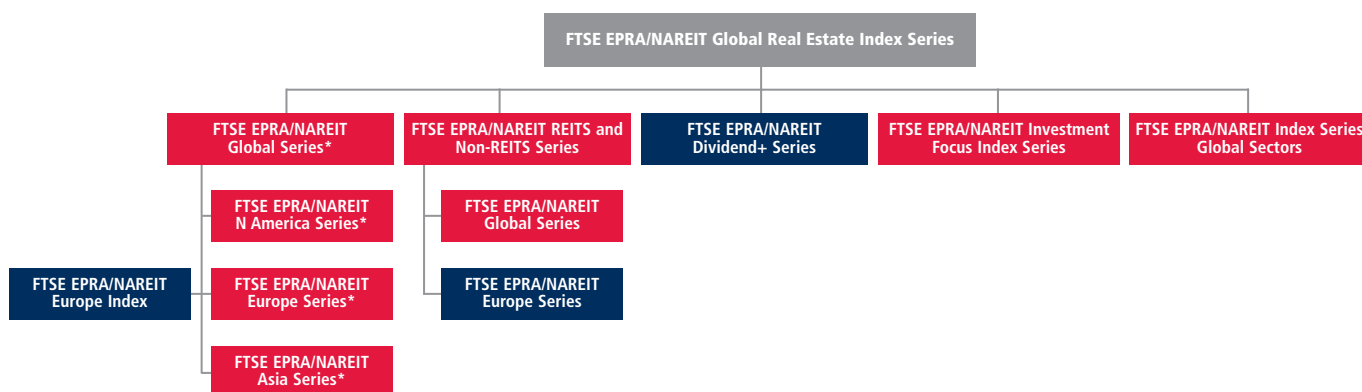 FTSE EPRA/NAREIT Global Real Estate Index Series
FTSE EPRA/NAREIT
Global Series*
FTSE EPRA/NAREIT REITS and
Non-REITS Series
FTSE EPRA/NAREIT
Dividend+ Series
FTSE EPRA/NAREIT Investment
Focus Index Series
FTSE EPRA/NAREIT Index Series
Global Sectors
FTSE EPRA/NAREIT
N America Series*
FTSE EPRA/NAREIT
Global Series
FTSE EPRA/NAREIT
Europe Index
FTSE EPRA/NAREIT
Europe Series*
FTSE EPRA/NAREIT
Europe Series
FTSE EPRA/NAREIT
Asia Series*